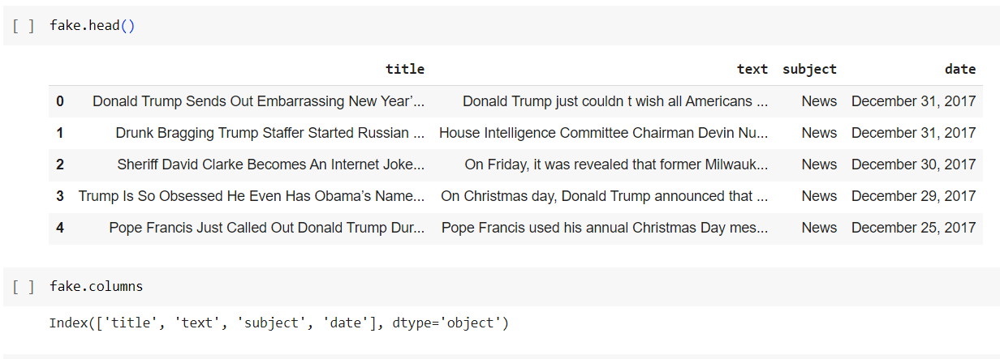 [ ] fake.head()
title text subject date
0 Donald Trump Sends Out Embarrassing New Year’... Donald Trump just couldn t wish all Americans ... News December 31, 2017
1 Drunk Bragging Trump Staffer Started Russian ... House Intelligence Committee Chairman Devin Nu... News December 31, 2017
2 Sheriff David Clarke Becomes An Internet Joke... On Friday, it was revealed that former Milwauk... News December 30, 2017
3 Trump Is So Obsessed He Even Has Obama’s Name... On Christmas day, Donald Trump announced that ... News December 29, 2017
4 Pope Francis Just Called Out Donald Trump Dur... Pope Francis used his annual Christmas Day mes... News December 25, 2017
[ ] fake.columns
Index(['title', 'text', 'subject', 'date'], dtype='object')